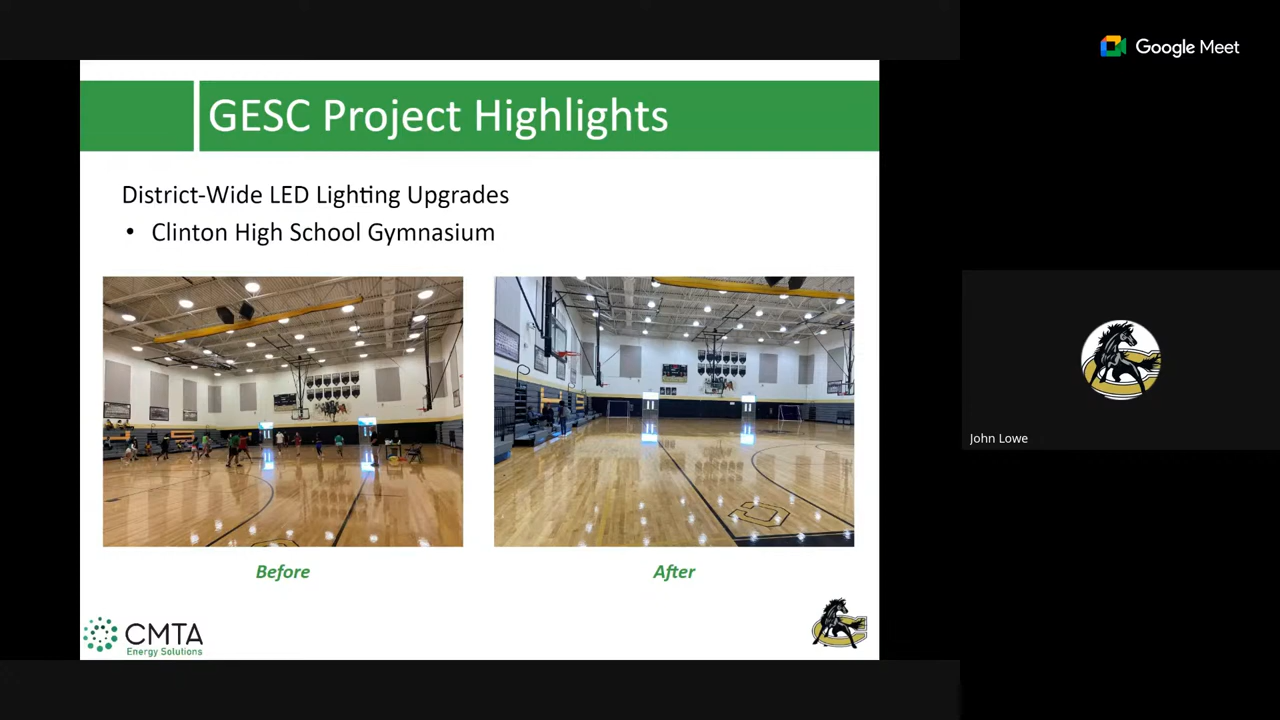 Google Meet
GESC Project Highlights
District-Wide LED Lighting Upgrades
• Clinton High School Gymnasium
Before
After
CMTA
Energy Solutions
John Lowe